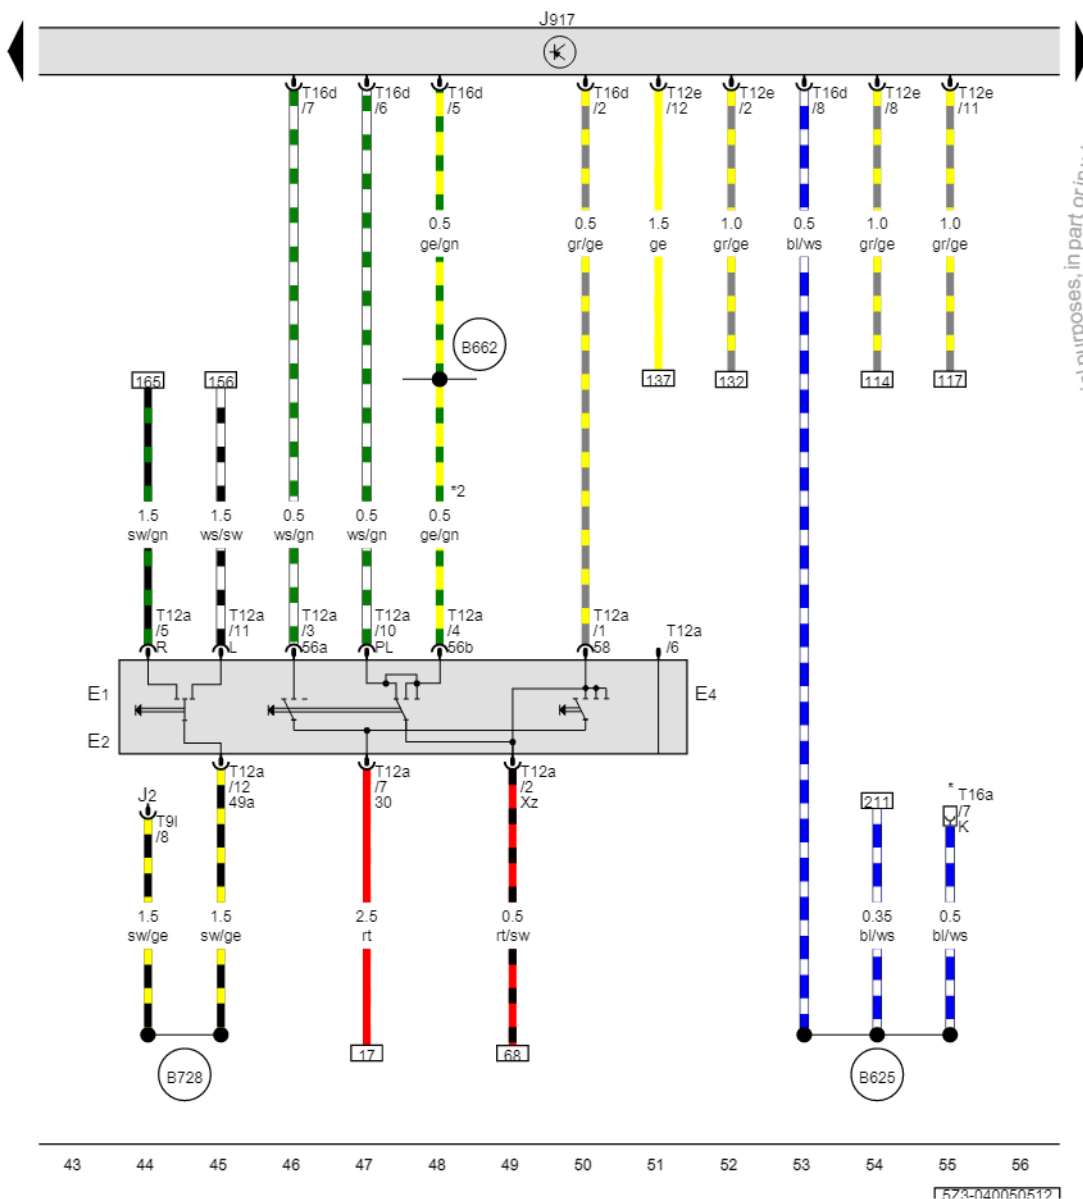 J917
T16d T16d T16d T16d T12e T12e T16d T12e T12e
/7 /6 /5 /2 /12 /2 /8 /8 /11
0.5 0.5 1.5 1.0 0.5 1.0 1.0
ge/gn gr/ge ge gr/ge bl/ws gr/ge gr/ge
B662
165 156 137 132 114 117
*2
1.5 1.5 0.5 0.5 0.5
sw/gn ws/sw ws/gn ws/gn ge/gn
T12a T12a T12a T12a T12a T12a T12a
/5 /11 /3 /10 /4 /1 /6
R L 56a PL 56b 58
E1 E4
E2
T12a T12a T12a
/12 /7 /2
49a 30 Xz
J2
T9l
/8
211
* T16a
/7
K
1.5 1.5 2.5 0.5 0.35 0.5
sw/ge sw/ge rt rt/sw bl/ws bl/ws
17 68
B728 B625
43 44 45 46 47 48 49 50 51 52 53 54 55 56
573-040050512
purposes, in part or in